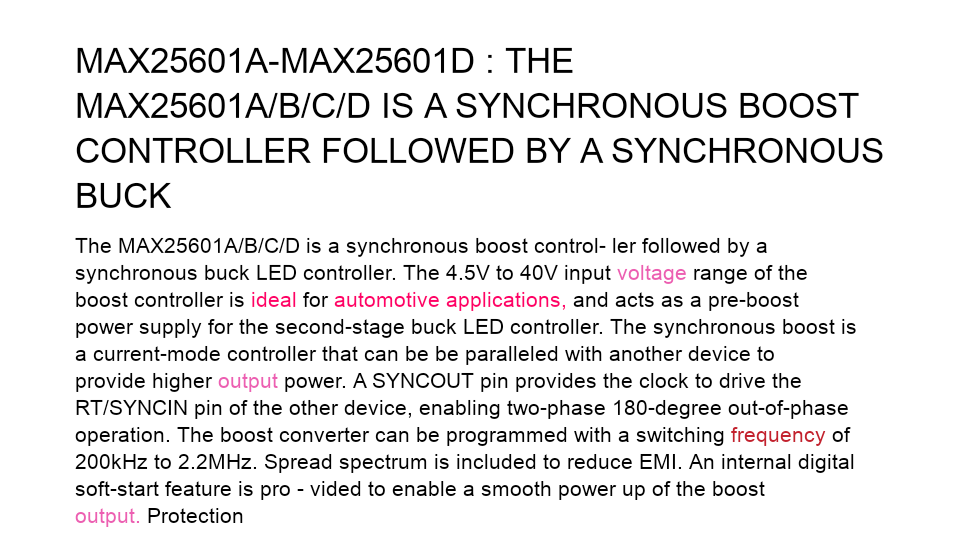 MAX25601A-MAX25601D : THE
MAX25601A/B/C/D IS A SYNCHRONOUS BOOST
CONTROLLER FOLLOWED BY A SYNCHRONOUS
BUCK
The MAX25601A/B/C/D is a synchronous boost control- ler followed by a
synchronous buck LED controller. The 4.5V to 40V input voltage range of the
boost controller is ideal for automotive applications, and acts as a pre-boost
power supply for the second-stage buck LED controller. The synchronous boost is
a current-mode controller that can be be paralleled with another device to
provide higher output power. A SYNCOUT pin provides the clock to drive the
RT/SYNCIN pin of the other device, enabling two-phase 180-degree out-of-phase
operation. The boost converter can be programmed with a switching frequency of
200kHz to 2.2MHz. Spread spectrum is included to reduce EMI. An internal digital
soft-start feature is pro - vided to enable a smooth power up of the boost
output. Protection